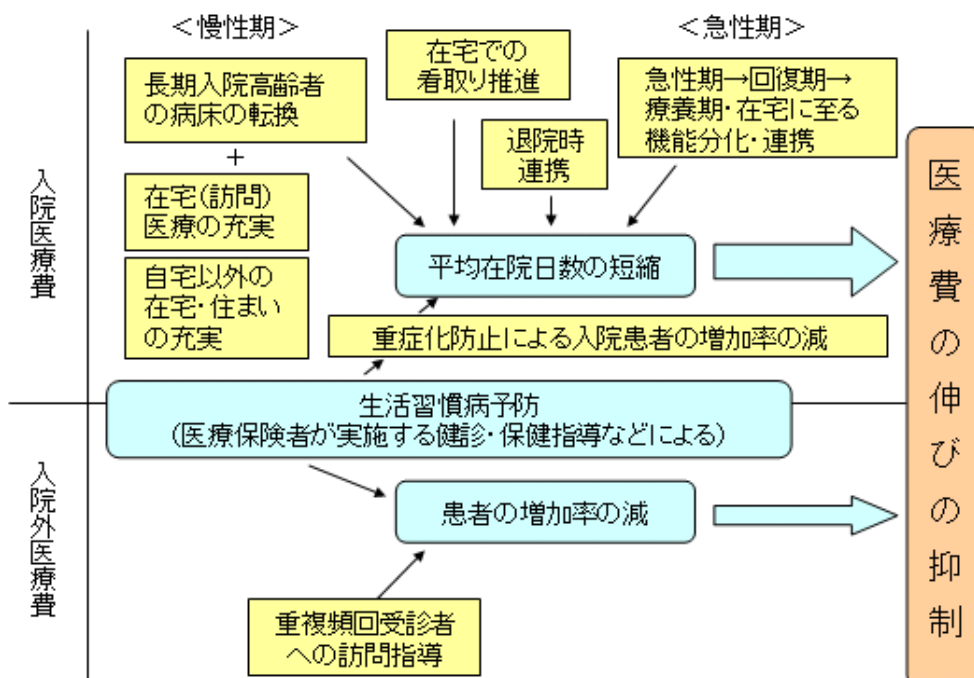 <慢性期>
<急性期>
長期入院高齢者
の病床の転換
+
在宅(訪問)
医療の充実
自宅以外の
在宅・住まい
の充実
在宅での
看取り推進
退院時
連携
急性期→回復期→
療養期・在宅に至る
機能分化・連携
入院医療費
平均在院日数の短縮
重症化防止による入院患者の増加率の減
生活習慣病予防
(医療保険者が実施する健診・保健指導などによる)
入院外医療費
患者の増加率の減
重複頻回受診者
への訪問指導
医療費の伸びの抑制